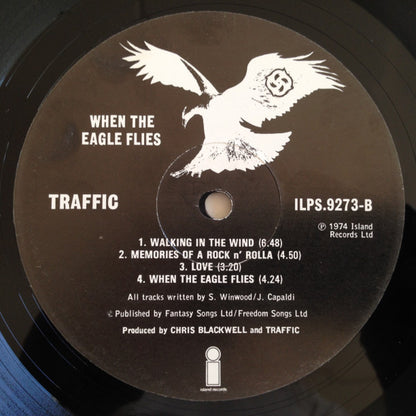 WHEN THE
EAGLE FLIES
TRAFFIC
ILPS.9273-B
℗ 1974 Island
Records Ltd
1. WALKING IN THE WIND (6.48)
2. MEMORIES OF A ROCK n' ROLLA (4.50)
3. LOVE (3.20)
4. WHEN THE EAGLE FLIES (4.24)
All tracks written by S. Winwood/J. Capaldi
© Published by Fantasy Songs Ltd/Freedom Songs Ltd
Produced by CHRIS BLACKWELL and TRAFFIC
i
island records